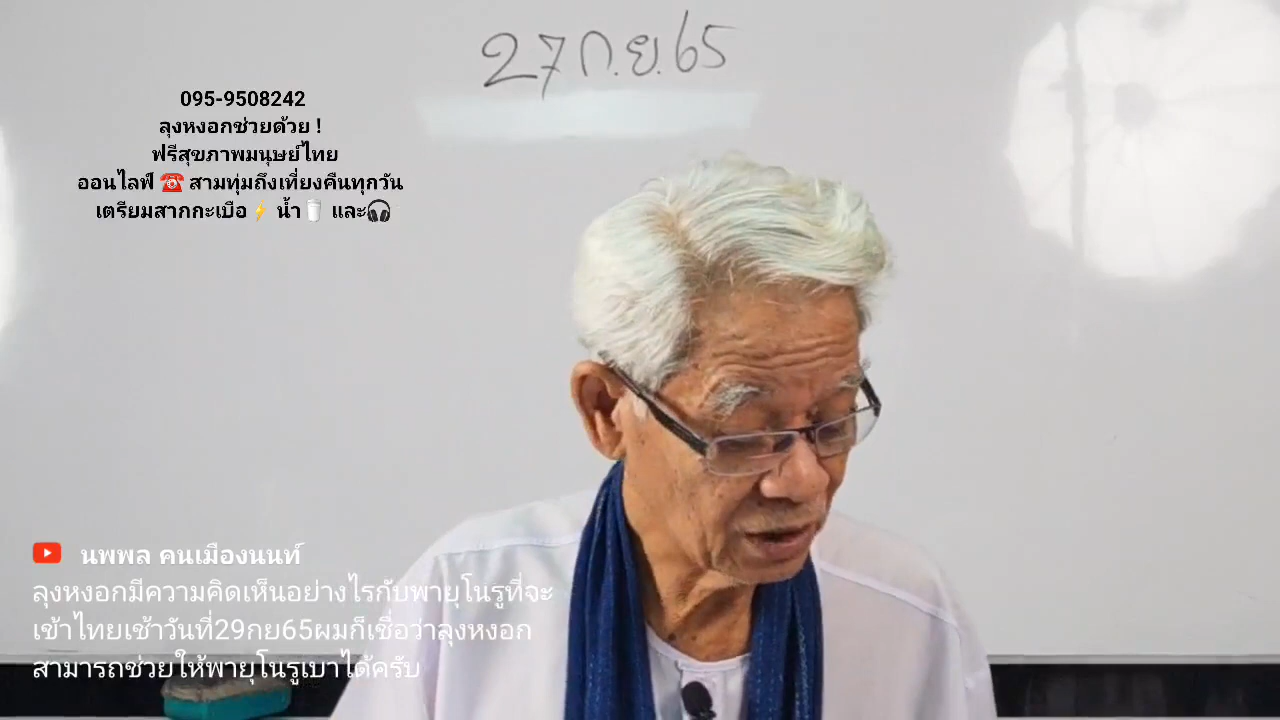 27 ก.ย. 65
095-9508242
ลุงหงอกช่วยด้วย !
ฟรีสุขภาพมนุษย์ไทย
ออนไลฟ์ ☎️ สามทุ่มถึงเที่ยงคืนทุกวัน
เตรียมสากกะเบือ⚡ น้ำ🥛 และ🎧
นพพล คนเมืองนนท์
ลุงหงอกมีความคิดเห็นอย่างไรกับพายุโนรูที่จะ
เข้าไทยเช้าวันที่29กย65ผมก็เชื่อว่าลุงหงอก
สามารถช่วยให้พายุโนรูเบาได้ครับ